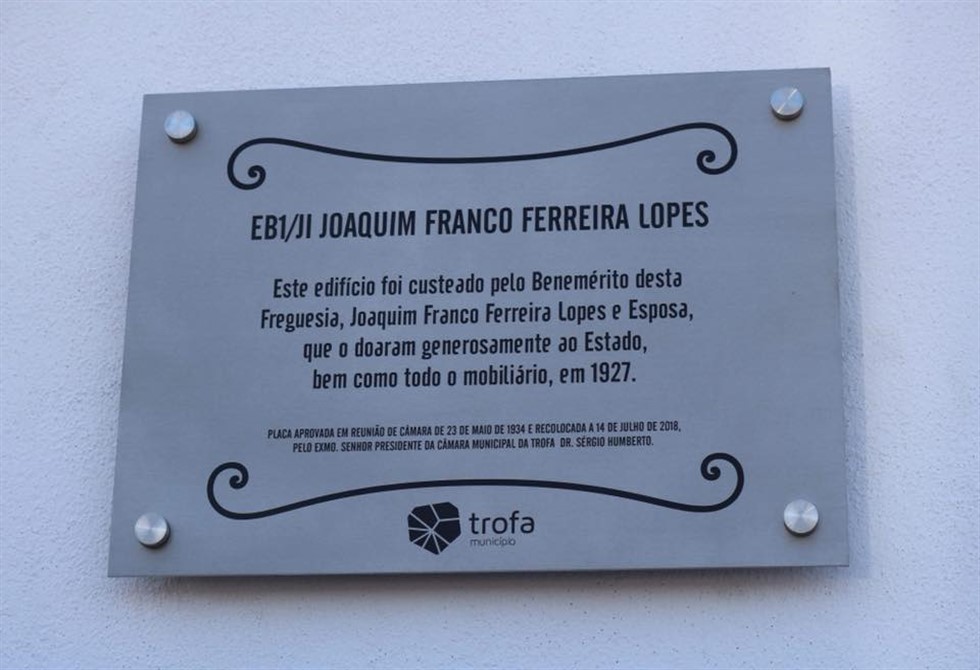 EB1/JI JOAQUIM FRANCO FERREIRA LOPES
Este edifício foi custeado pelo Benemérito desta
Freguesia, Joaquim Franco Ferreira Lopes e Esposa,
que o doaram generosamente ao Estado,
bem como todo o mobiliário, em 1927.
PLACA APROVADA EM REUNIÃO DE CÂMARA DE 23 DE MAIO DE 1934 E RECOLOCADA A 14 DE JULHO DE 2018,
PELO EXMO. SENHOR PRESIDENTE DA CÂMARA MUNICIPAL DA TROFA DR. SÉRGIO HUMBERTO.
trofa
município